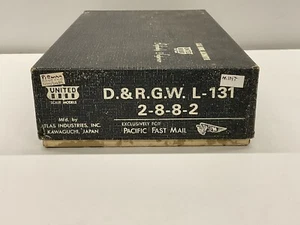 UNITED
SCALE MODELS
Mfd. by
ATLAS INDUSTRIES, INC.
KAWAGUCHI, JAPAN
D.&R.G.W. L-131
2-8-8-2
EXCLUSIVELY FOR
PACIFIC FAST MAIL